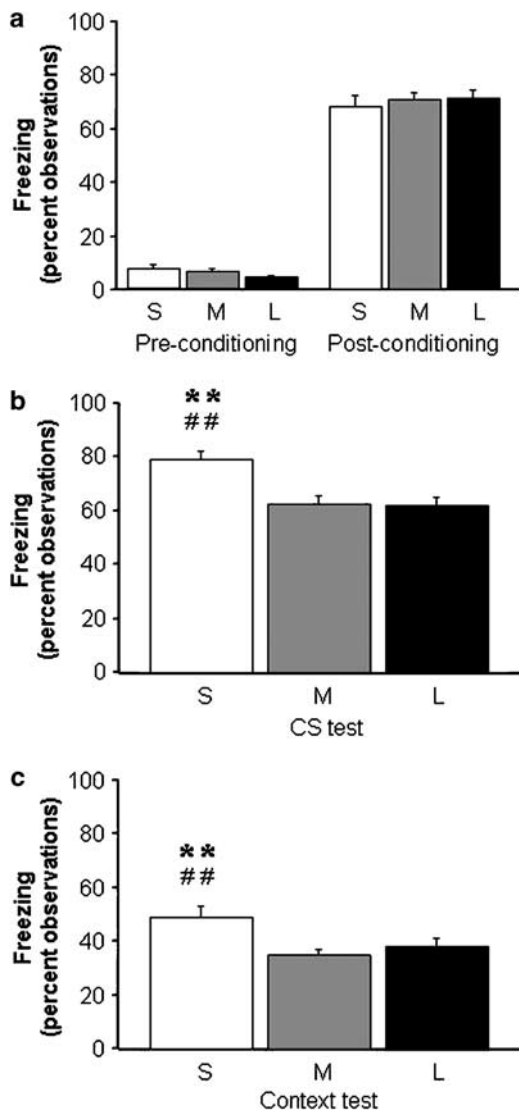 a
Freezing
(percent observations)
100
80
60
40
20
0
S M L S M L
Pre-conditioning Post-conditioning
b
Freezing
(percent observations)
100
80
60
40
20
0
**
##
S M L
CS test
c
Freezing
(percent observations)
100
80
60
40
20
0
**
##
S M L
Context test